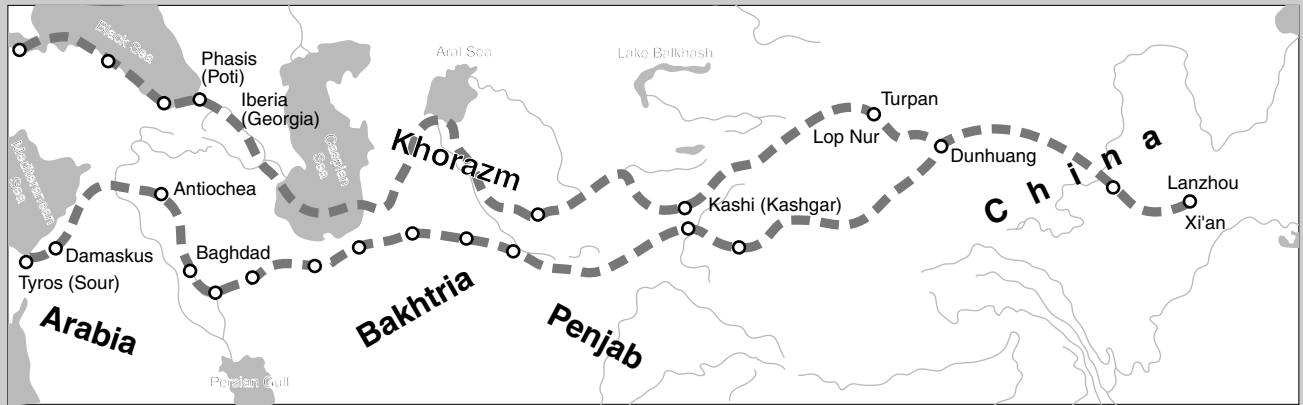 Black Sea
Phasis
(Poti)
Iberia
(Georgia)
Aral Sea
Lake Balkhash
Turpan
Lop Nur
Dunhuang
China
Lanzhou
Xi'an
Khorazm
Caspian
Sea
Mediteranean
Sea
Antiochea
Kashi (Kashgar)
Damaskus
Baghdad
Tyros (Sour)
Arabia
Bakhtria
Penjab
Persian Gulf